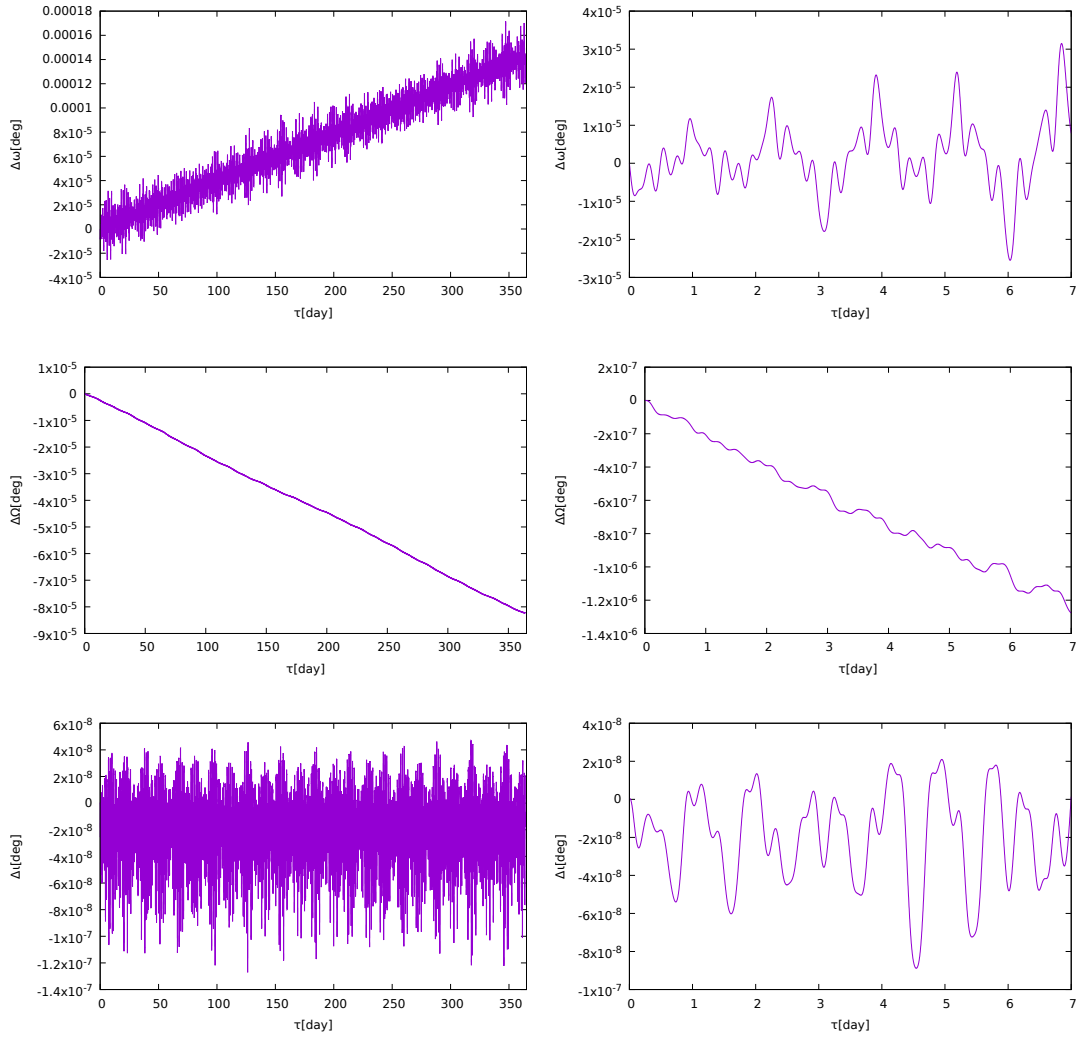 0.00018
0.00016
0.00014
0.00012
0.0001
8x10⁻⁵
6x10⁻⁵
4x10⁻⁵
2x10⁻⁵
0
-2x10⁻⁵
-4x10⁻⁵
Δω[deg]
0 50 100 150 200 250 300 350
τ[day]
4x10⁻⁵
3x10⁻⁵
2x10⁻⁵
1x10⁻⁵
0
-1x10⁻⁵
-2x10⁻⁵
-3x10⁻⁵
Δω[deg]
0 1 2 3 4 5 6 7
τ[day]
1x10⁻⁵
0
-1x10⁻⁵
-2x10⁻⁵
-3x10⁻⁵
-4x10⁻⁵
-5x10⁻⁵
-6x10⁻⁵
-7x10⁻⁵
-8x10⁻⁵
-9x10⁻⁵
ΔΩ[deg]
0 50 100 150 200 250 300 350
τ[day]
2x10⁻⁷
0
-2x10⁻⁷
-4x10⁻⁷
-6x10⁻⁷
-8x10⁻⁷
-1x10⁻⁶
-1.2x10⁻⁶
-1.4x10⁻⁶
ΔΩ[deg]
0 1 2 3 4 5 6 7
τ[day]
6x10⁻⁸
4x10⁻⁸
2x10⁻⁸
0
-2x10⁻⁸
-4x10⁻⁸
-6x10⁻⁸
-8x10⁻⁸
-1x10⁻⁷
-1.2x10⁻⁷
-1.4x10⁻⁷
Δι[deg]
0 50 100 150 200 250 300 350
τ[day]
4x10⁻⁸
2x10⁻⁸
0
-2x10⁻⁸
-4x10⁻⁸
-6x10⁻⁸
-8x10⁻⁸
-1x10⁻⁷
Δι[deg]
0 1 2 3 4 5 6 7
τ[day]